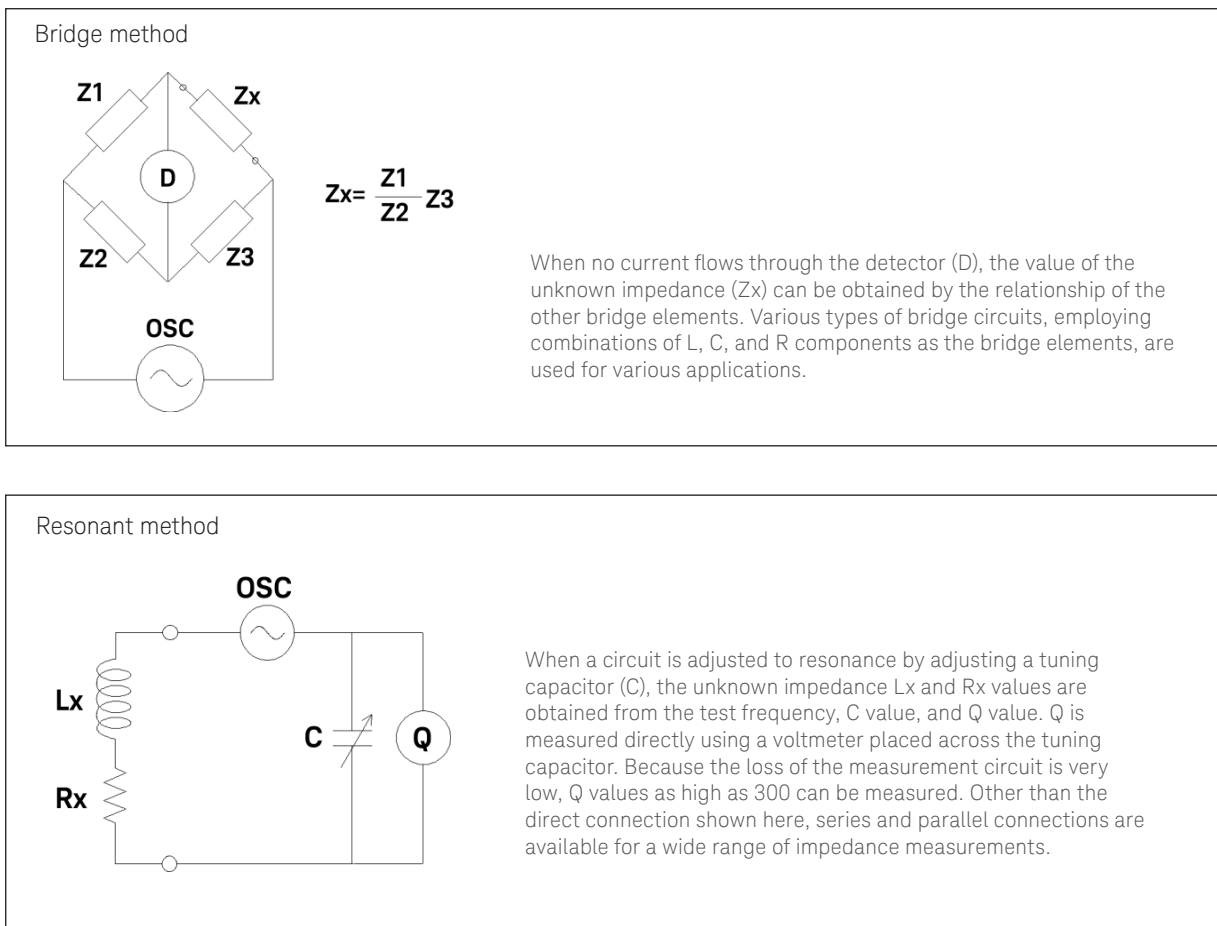 Bridge method
Z1
Zx
D
Zx= Z1/Z2 Z3
Z2
Z3
OSC
When no current flows through the detector (D), the value of the
unknown impedance (Zx) can be obtained by the relationship of the
other bridge elements. Various types of bridge circuits, employing
combinations of L, C, and R components as the bridge elements, are
used for various applications.
Resonant method
OSC
Lx
C
Q
Rx
When a circuit is adjusted to resonance by adjusting a tuning
capacitor (C), the unknown impedance Lx and Rx values are
obtained from the test frequency, C value, and Q value. Q is
measured directly using a voltmeter placed across the tuning
capacitor. Because the loss of the measurement circuit is very
low, Q values as high as 300 can be measured. Other than the
direct connection shown here, series and parallel connections are
available for a wide range of impedance measurements.